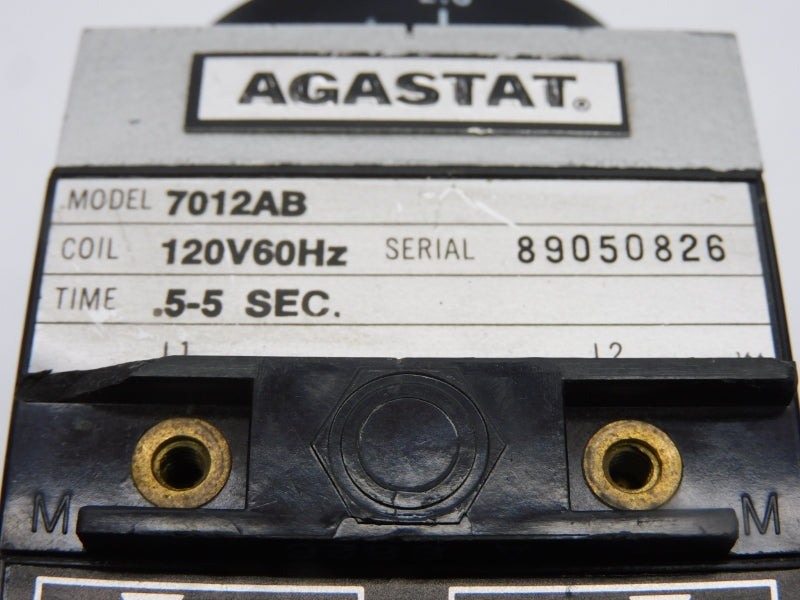 AGASTAT®
MODEL 7012AB
COIL 120V60Hz SERIAL 89050826
TIME .5-5 SEC.
L1 L2
M M